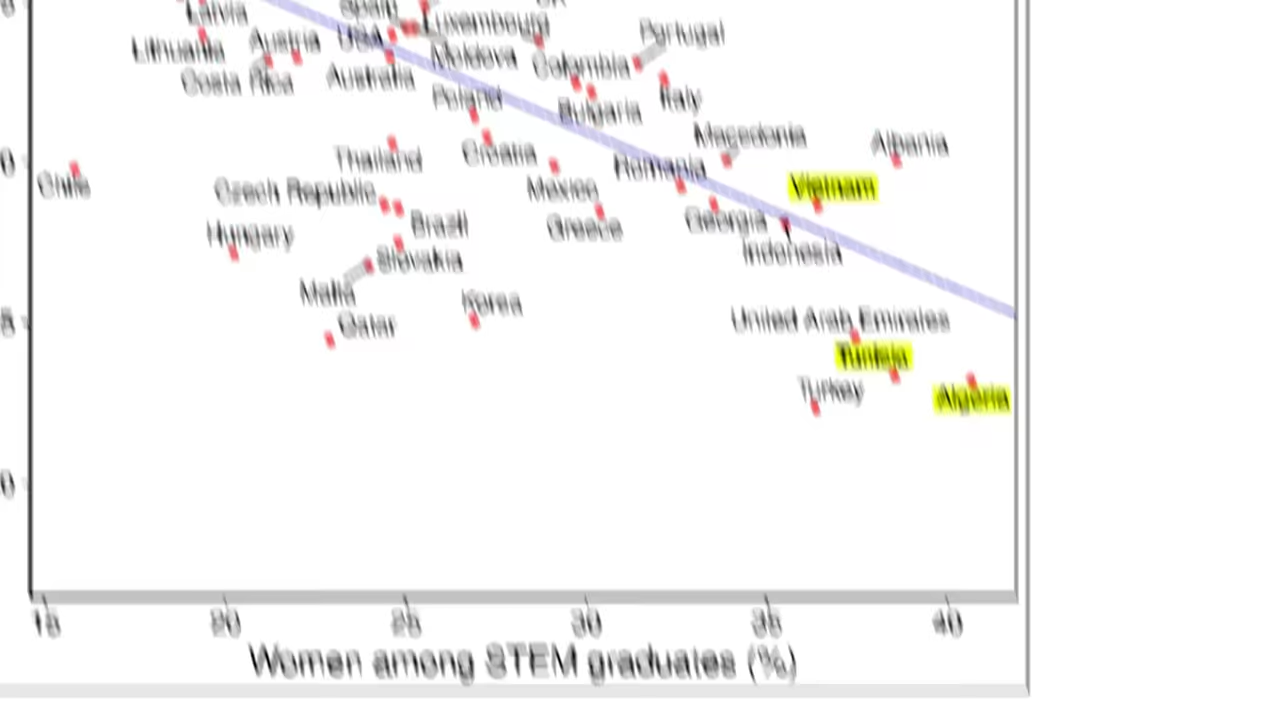 Spain
Latvia
Luxembourg
Portugal
Lithuania
Austria
USA
Moldova
Colombia
Costa Rica
Australia
Poland
Bulgaria
Italy
Macedonia
Albania
Thailand
Croatia
Romania
Chile
Czech Republic
Mexico
Vietnam
Hungary
Brazil
Greece
Georgia
Slovakia
Indonesia
Malta
Korea
Qatar
United Arab Emirates
Tunisia
Turkey
Algeria
15 20 25 30 35 40
Women among STEM graduates (%)